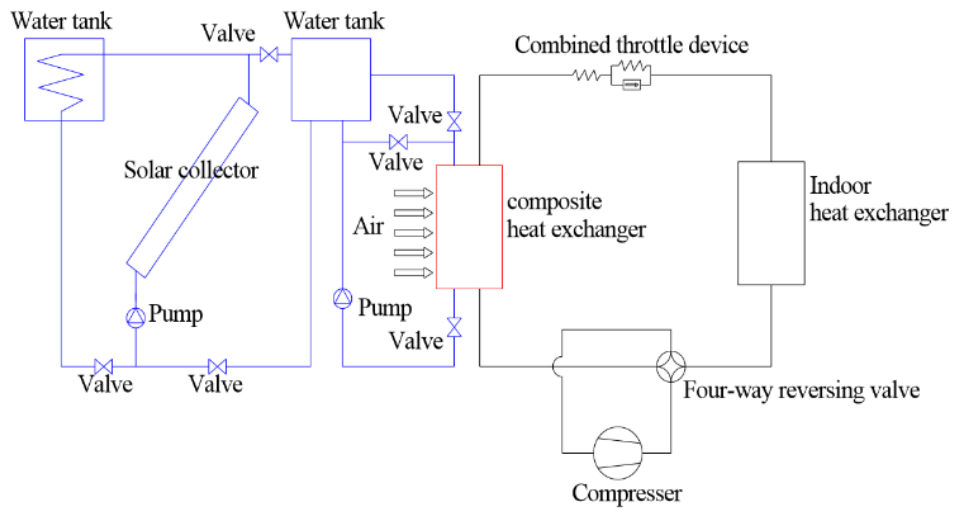 Water tank
Valve
Water tank
Combined throttle device
Valve
Valve
Solar collector
Air
composite
heat exchanger
Indoor
heat exchanger
Pump
Pump
Valve
Valve
Valve
Four-way reversing valve
Compresser